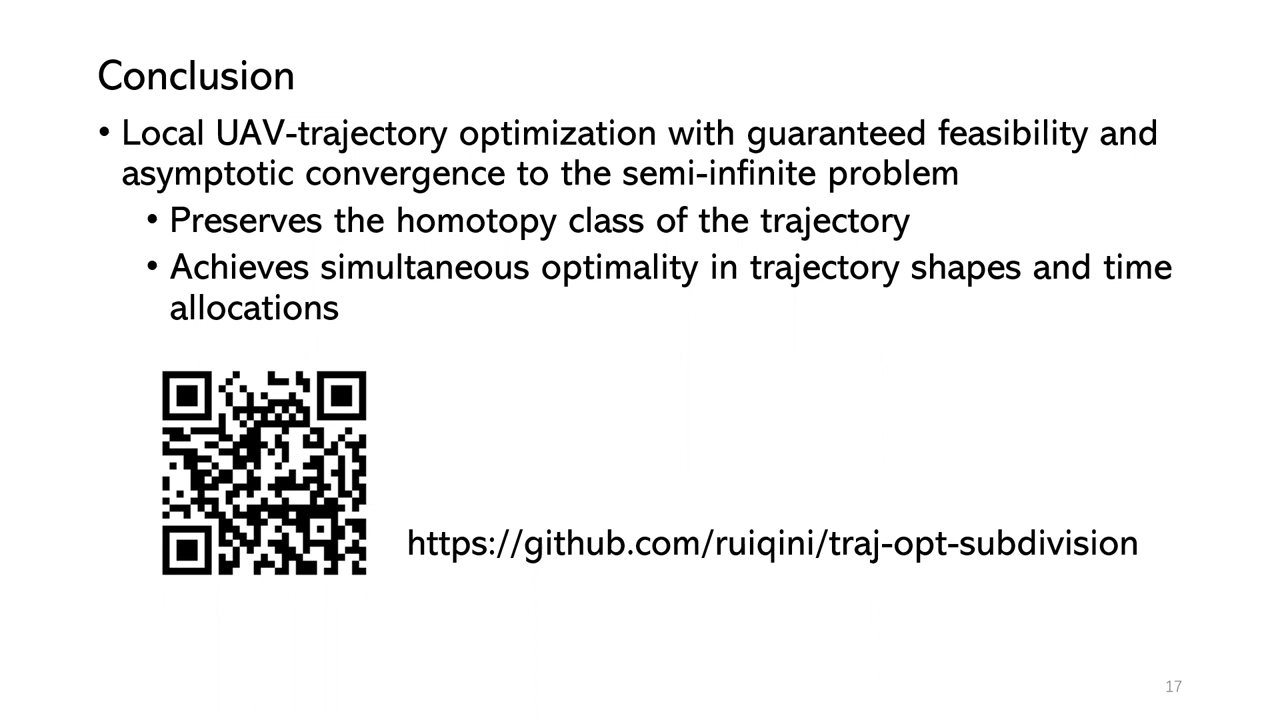 Conclusion
• Local UAV-trajectory optimization with guaranteed feasibility and
asymptotic convergence to the semi-infinite problem
• Preserves the homotopy class of the trajectory
• Achieves simultaneous optimality in trajectory shapes and time
allocations
https://github.com/ruiqini/traj-opt-subdivision
17